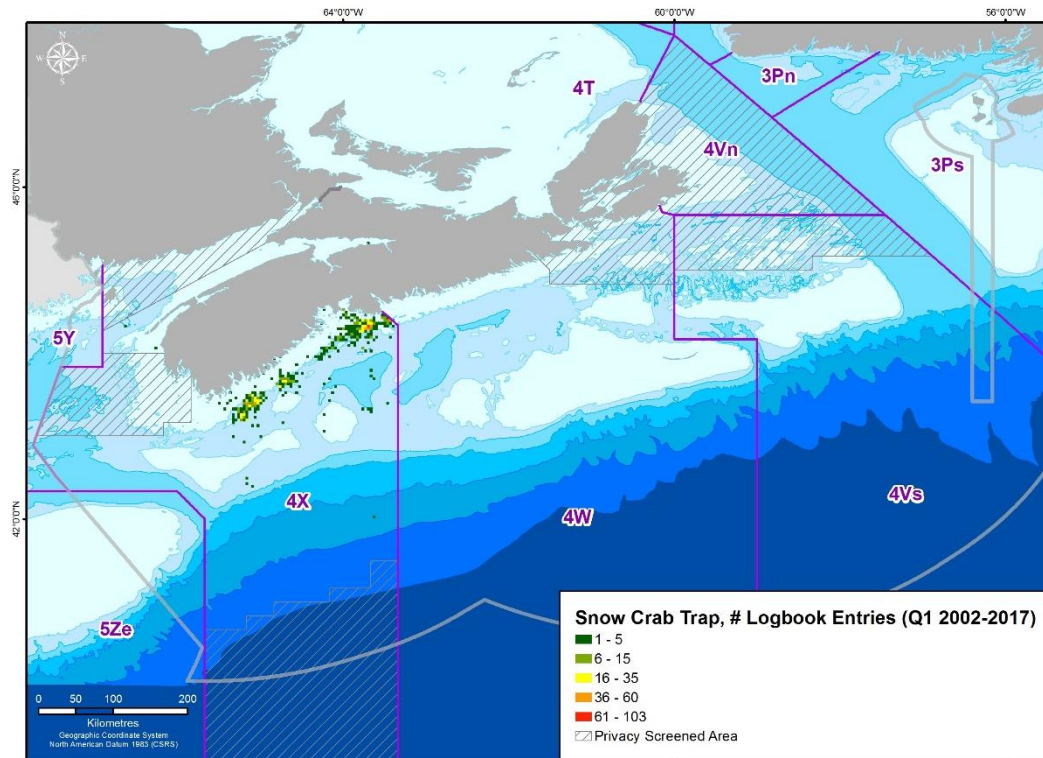 64°0'0"W 60°0'0"W 56°0'0"W
N
W E
S
4T
3Pn
4Vn
3Ps
46°0'0"N
5Y
4X
4W
4Vs
42°0'0"N
5Ze
0 50 100 200
Kilometres
Geographic Coordinate System
North American Datum 1983 (CSRS)
Snow Crab Trap, # Logbook Entries (Q1 2002-2017)
1 - 5
6 - 15
16 - 35
36 - 60
61 - 103
Privacy Screened Area